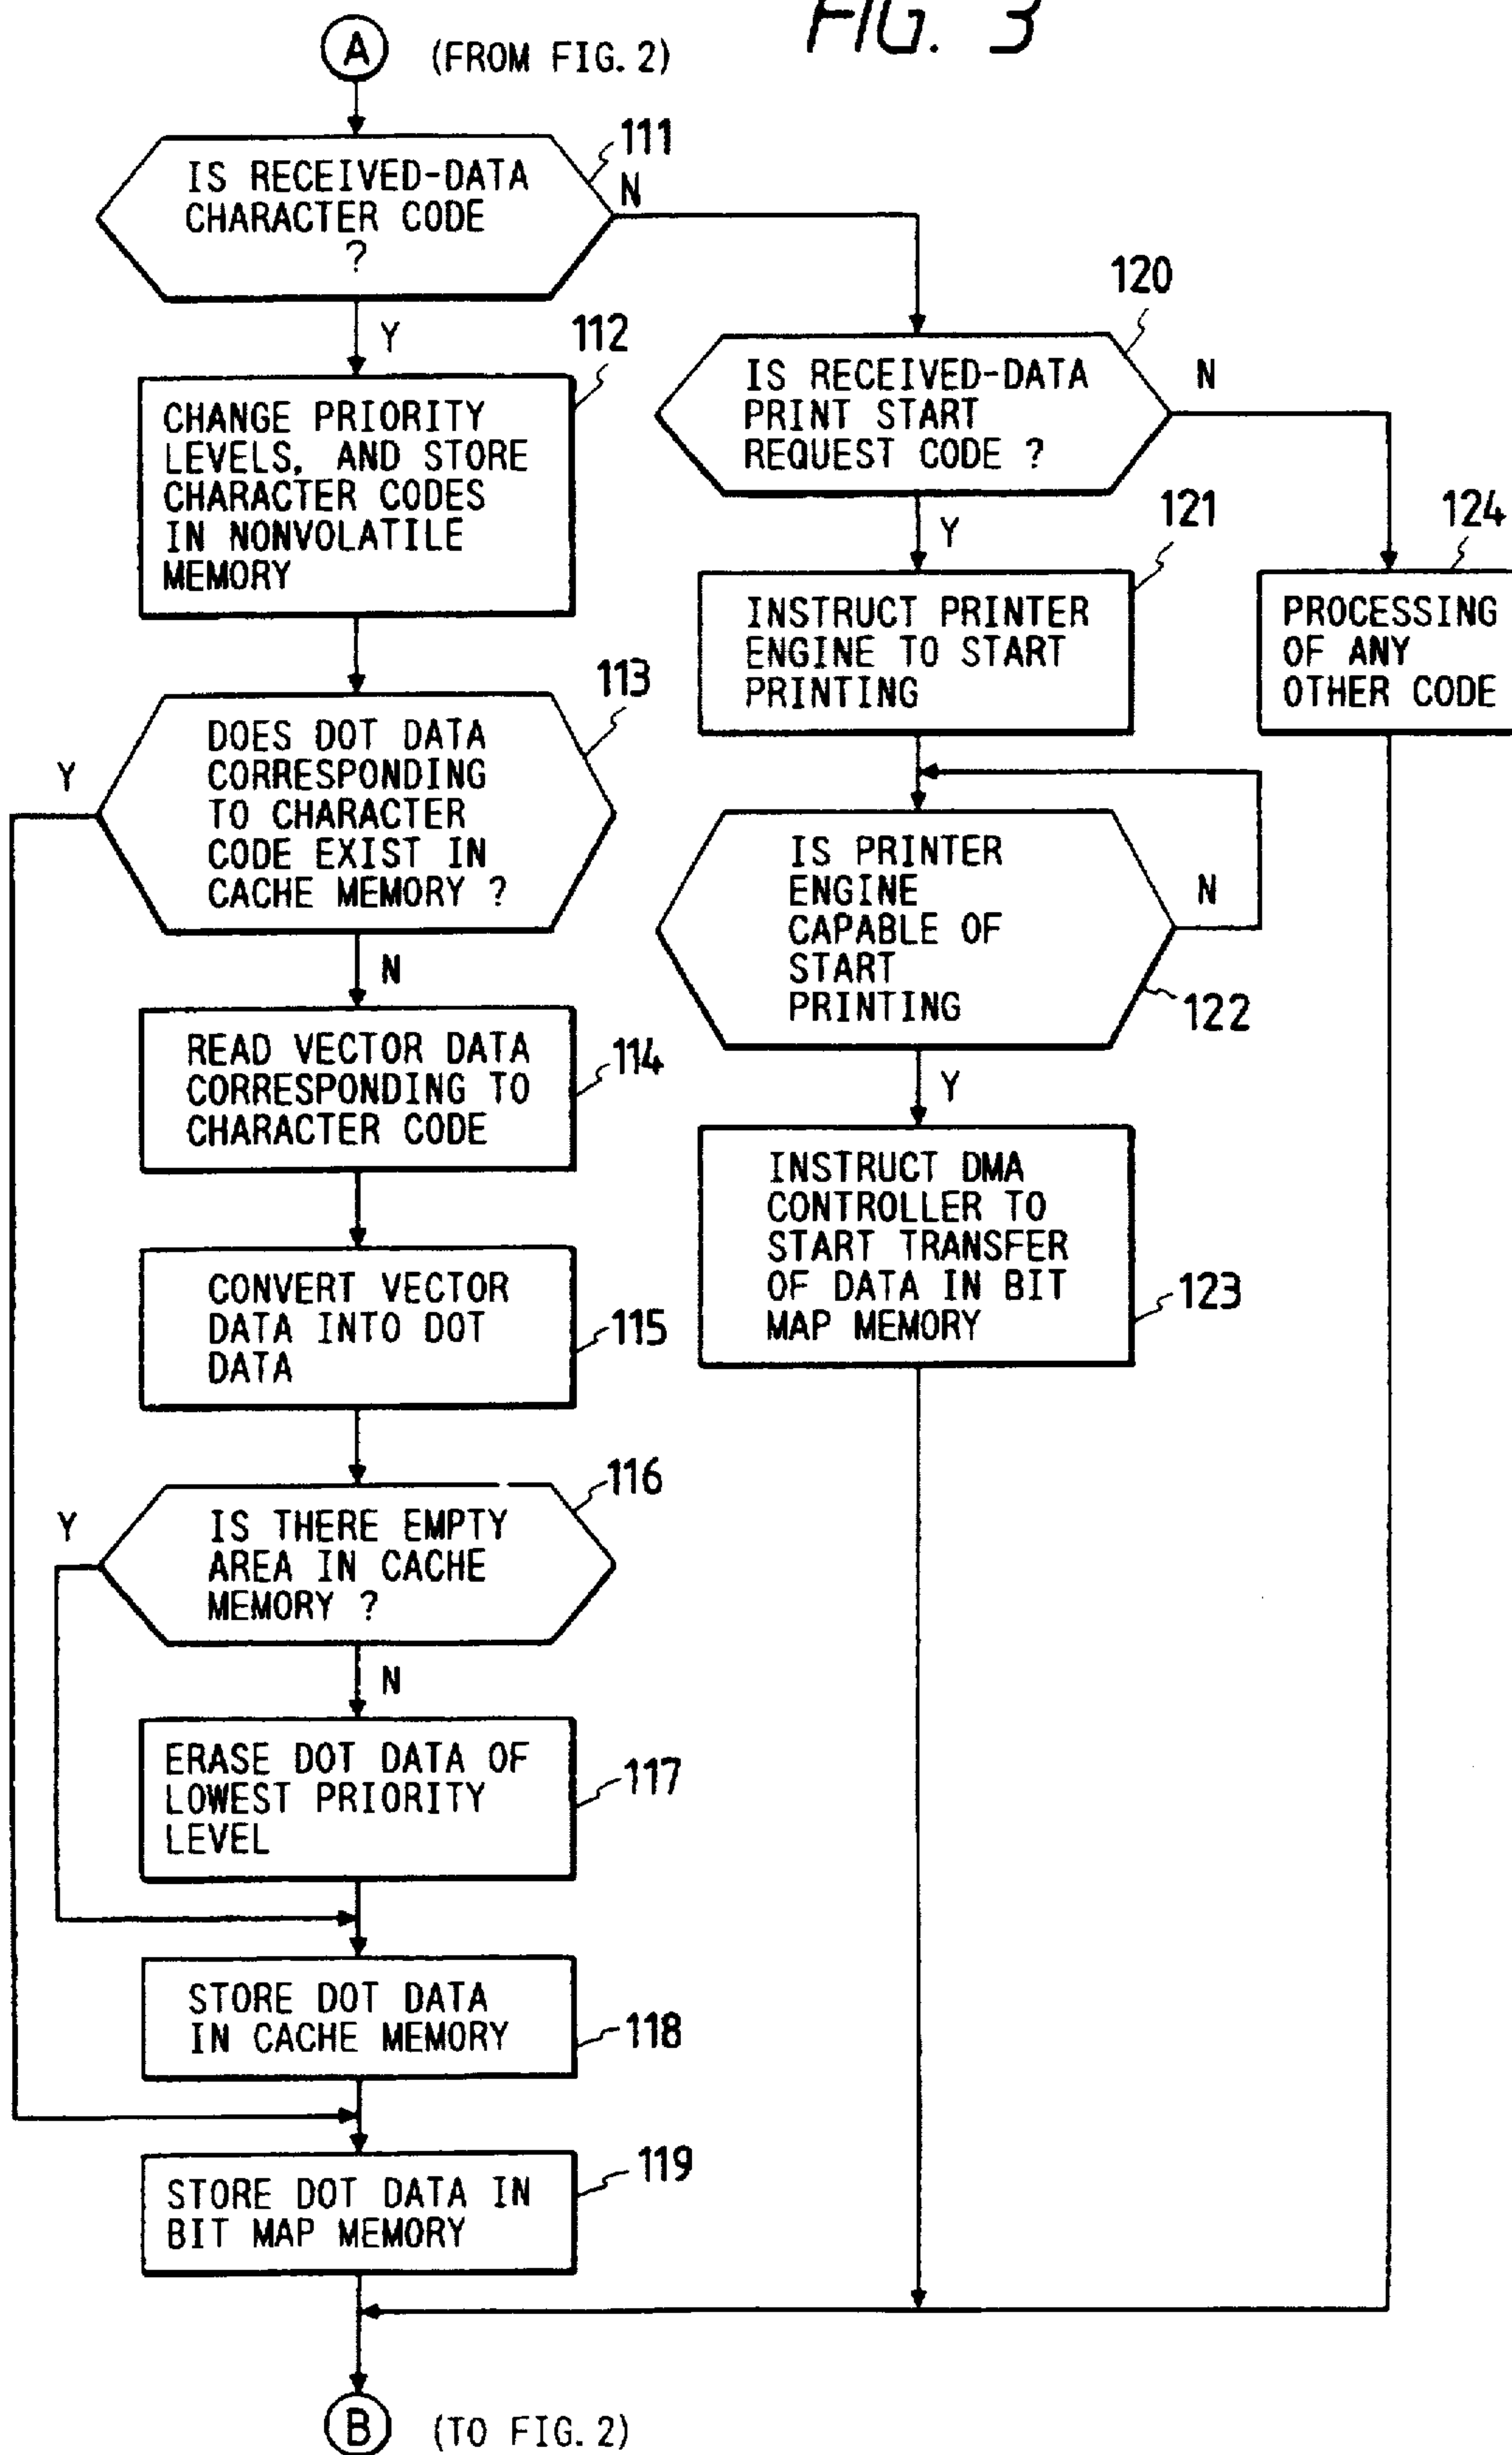 FIG. 3
A (FROM FIG. 2)
111
IS RECEIVED-DATA
CHARACTER CODE
?
N
Y
112
CHANGE PRIORITY
LEVELS, AND STORE
CHARACTER CODES
IN NONVOLATILE
MEMORY
113
DOES DOT DATA
CORRESPONDING
TO CHARACTER
CODE EXIST IN
CACHE MEMORY ?
Y
N
READ VECTOR DATA
CORRESPONDING TO
CHARACTER CODE
114
CONVERT VECTOR
DATA INTO DOT
DATA
115
116
IS THERE EMPTY
AREA IN CACHE
MEMORY ?
Y
N
ERASE DOT DATA OF
LOWEST PRIORITY
LEVEL
117
STORE DOT DATA
IN CACHE MEMORY
118
STORE DOT DATA IN
BIT MAP MEMORY
119
120
IS RECEIVED-DATA
PRINT START
REQUEST CODE ?
N
Y
121
INSTRUCT PRINTER
ENGINE TO START
PRINTING
IS PRINTER
ENGINE
CAPABLE OF
START
PRINTING
N
122
Y
INSTRUCT DMA
CONTROLLER TO
START TRANSFER
OF DATA IN BIT
MAP MEMORY
123
124
PROCESSING
OF ANY
OTHER CODE
B (TO FIG. 2)